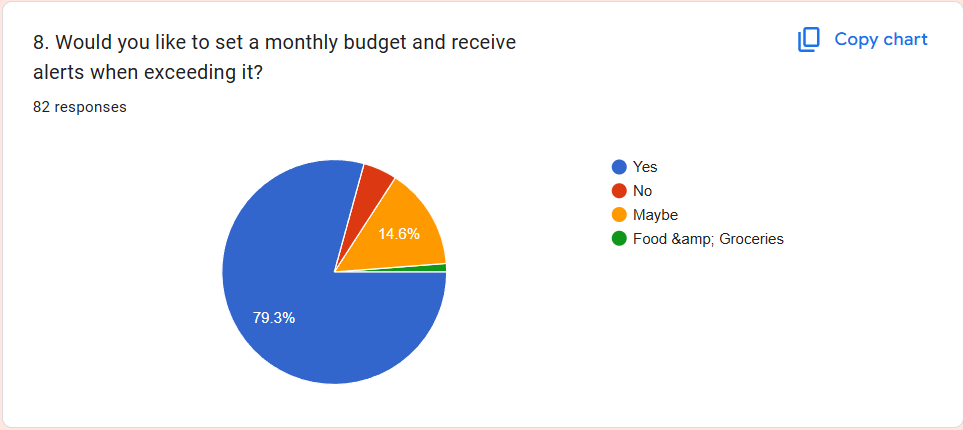 8. Would you like to set a monthly budget and receive
alerts when exceeding it?
Copy chart
82 responses
Yes
No
Maybe
Food &amp; Groceries
14.6%
79.3%